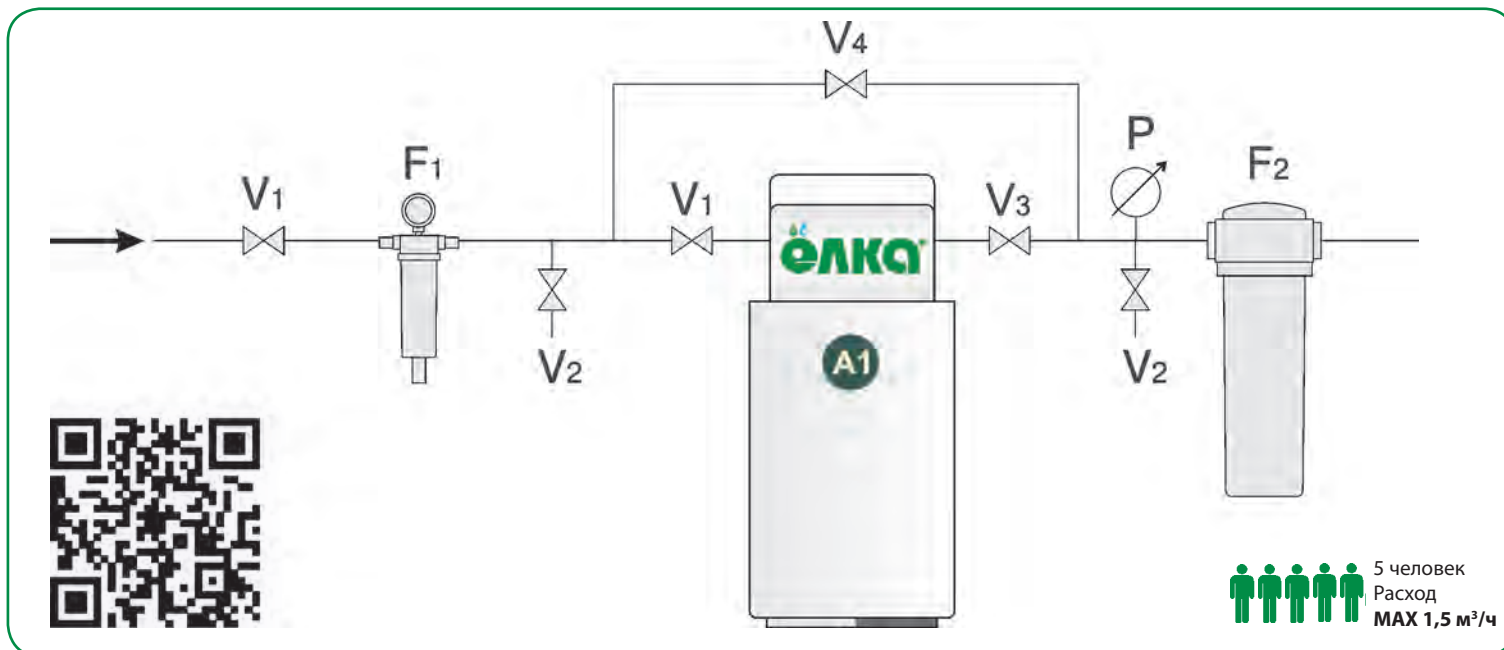 V4
P
F1
F2
V1
V1
V3
ёлка
A1
V2
V2
5 человек
Расход
MAX 1,5 м³/ч